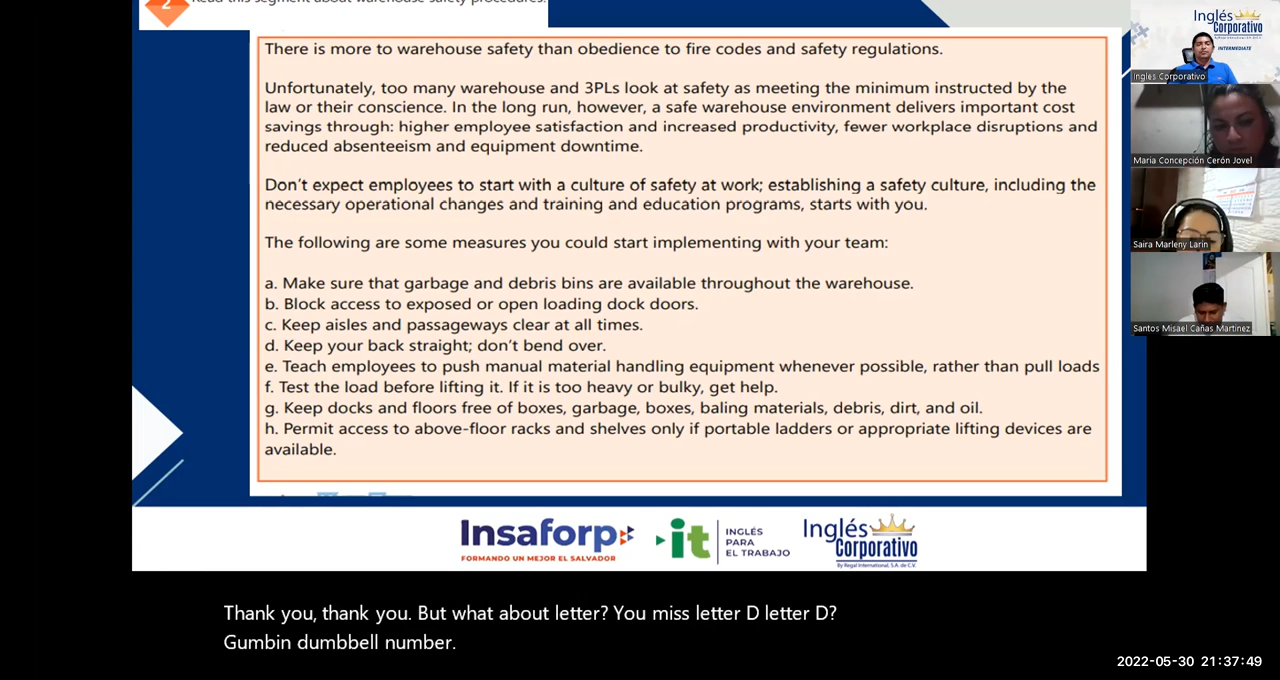 2
Read this segment about warehouse safety procedures.
There is more to warehouse safety than obedience to fire codes and safety regulations.
Unfortunately, too many warehouse and 3PLs look at safety as meeting the minimum instructed by the
law or their conscience. In the long run, however, a safe warehouse environment delivers important cost
savings through: higher employee satisfaction and increased productivity, fewer workplace disruptions and
reduced absenteeism and equipment downtime.
Don't expect employees to start with a culture of safety at work; establishing a safety culture, including the
necessary operational changes and training and education programs, starts with you.
The following are some measures you could start implementing with your team:
a. Make sure that garbage and debris bins are available throughout the warehouse.
b. Block access to exposed or open loading dock doors.
c. Keep aisles and passageways clear at all times.
d. Keep your back straight; don't bend over.
e. Teach employees to push manual material handling equipment whenever possible, rather than pull loads
f. Test the load before lifting it. If it is too heavy or bulky, get help.
g. Keep docks and floors free of boxes, garbage, boxes, baling materials, debris, dirt, and oil.
h. Permit access to above-floor racks and shelves only if portable ladders or appropriate lifting devices are
available.
Insaforp
FORMANDO UN MEJOR EL SALVADOR
it
INGLÉS
PARA
EL TRABAJO
Inglés
Corporativo
By Regal International, S.A. de C.V.
Inglés
Corporativo
INTERMEDIATE
Ingles Corporativo
Maria Concepción Cerón Jovel
Saira Marleny Larin
Santos Misael Cañas Martinez
Thank you, thank you. But what about letter? You miss letter D letter D?
Gumbin dumbbell number.
2022-05-30 21:37:49